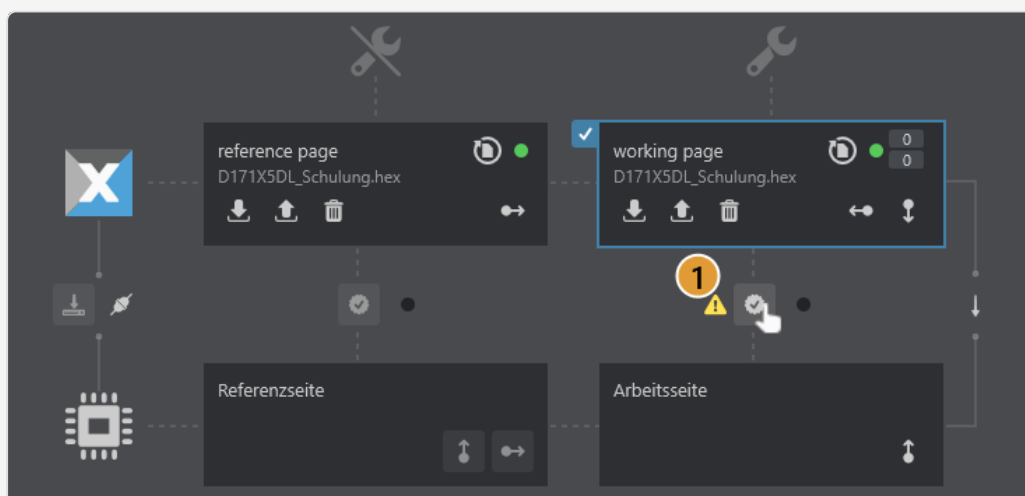 reference page
D171X5DL_Schulung.hex
working page
D171X5DL_Schulung.hex
0
0
1
Referenzseite
Arbeitsseite